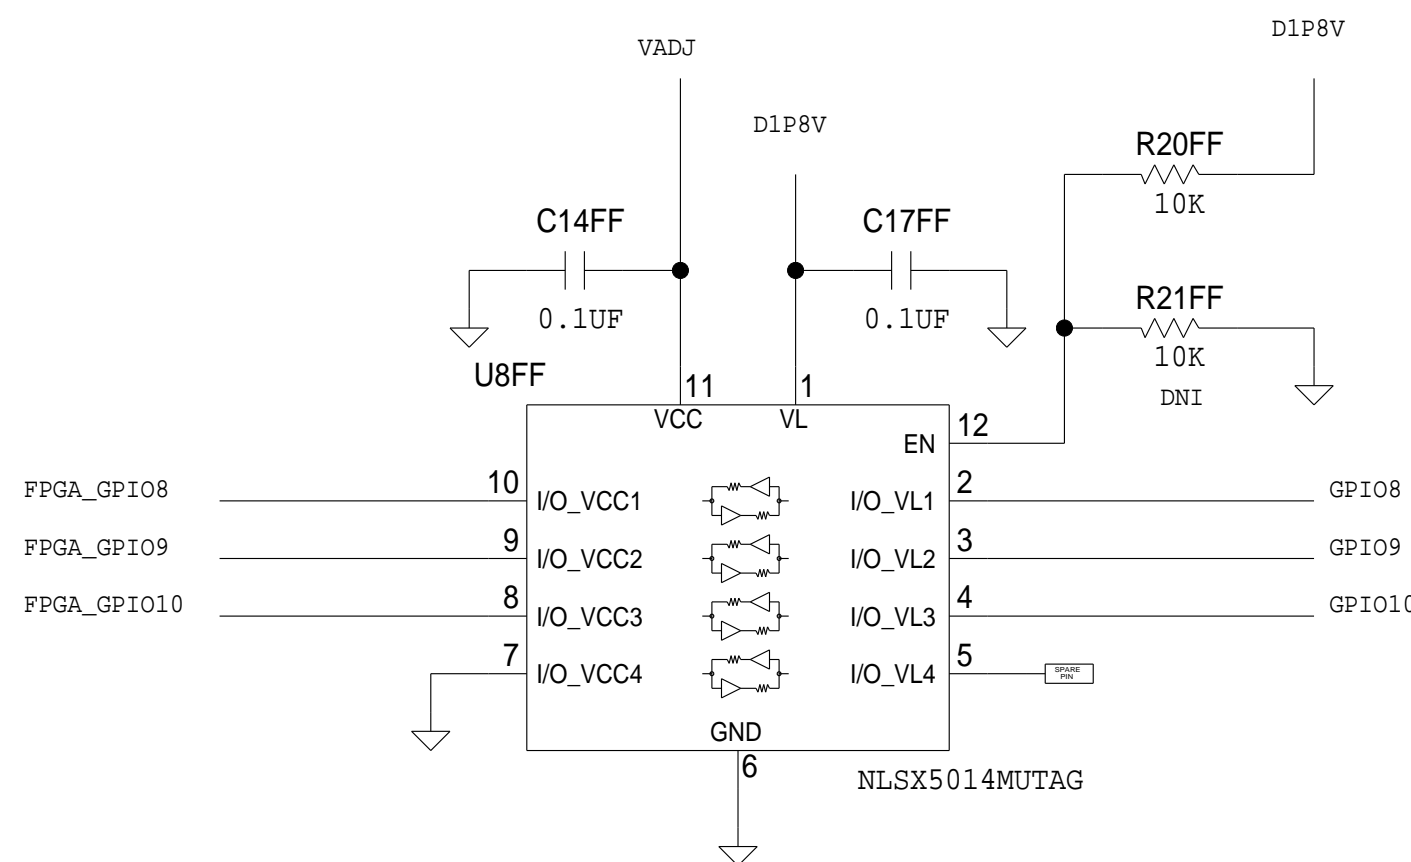 D1P8V
VADJ
D1P8V
R20FF
10K
C14FF
C17FF
0.1UF
0.1UF
R21FF
10K
DNI
U8FF
11
1
VCC
VL
12
EN
FPGA_GPIO8
10
I/O_VCC1
I/O_VL1
2
GPIO8
FPGA_GPIO9
9
I/O_VCC2
I/O_VL2
3
GPIO9
FPGA_GPIO10
8
I/O_VCC3
I/O_VL3
4
GPIO10
7
I/O_VCC4
I/O_VL4
5
SPARE
PIN
GND
6
NLSX5014MUTAG